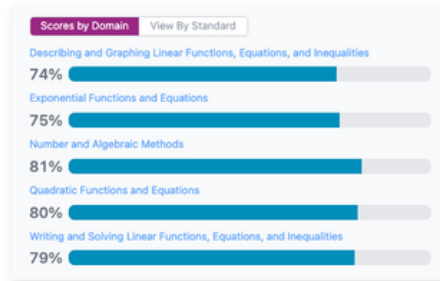 Scores by Domain View By Standard
Describing and Graphing Linear Functions, Equations, and Inequalities
74%
Exponential Functions and Equations
75%
Number and Algebraic Methods
81%
Quadratic Functions and Equations
80%
Writing and Solving Linear Functions, Equations, and Inequalities
79%